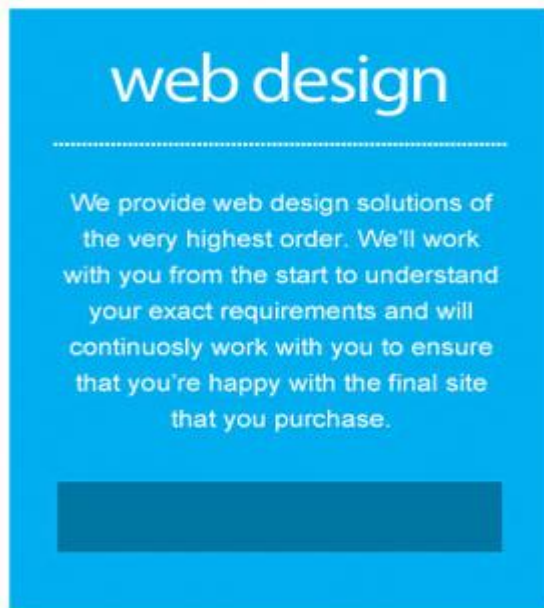 web design
We provide web design solutions of
the very highest order. We'll work
with you from the start to understand
your exact requirements and will
continuosly work with you to ensure
that you're happy with the final site
that you purchase.